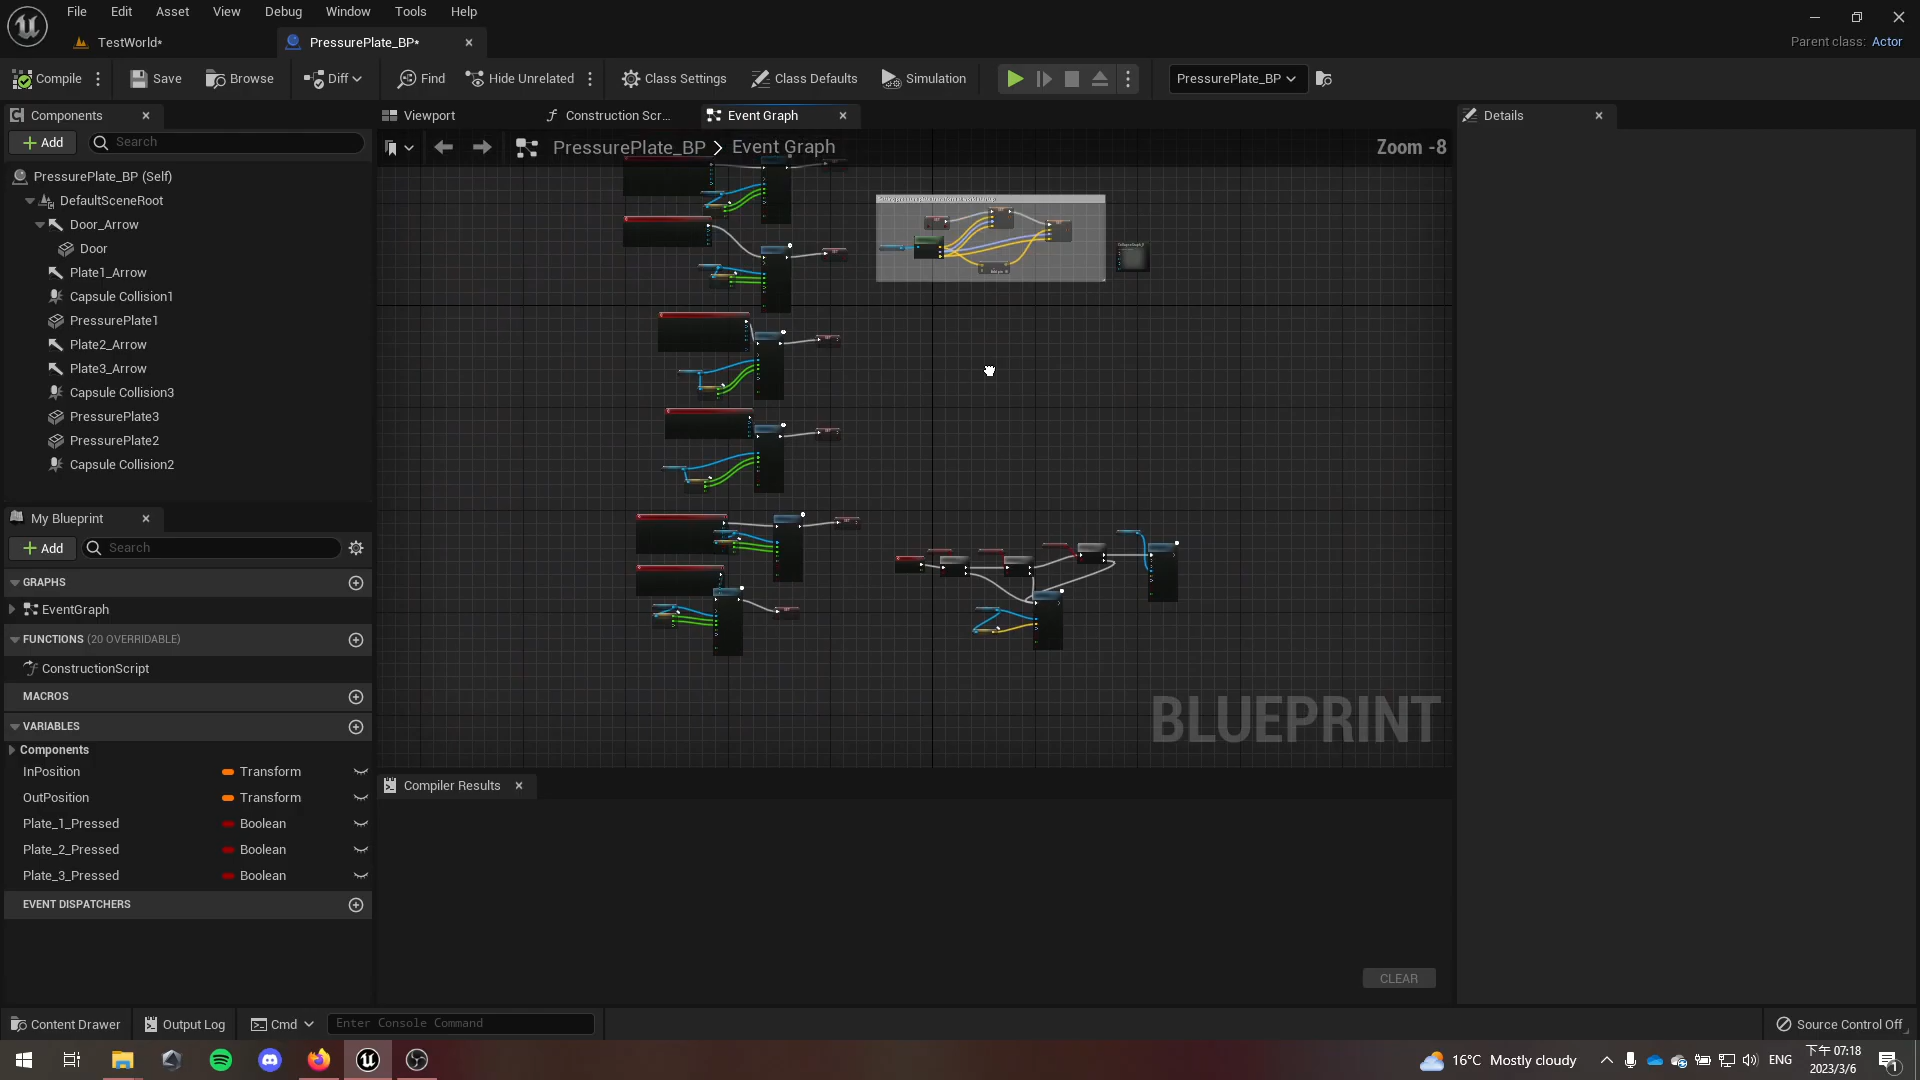 File Edit Asset View Debug Window Tools Help
TestWorld*
PressurePlate_BP*
Parent class: Actor
Compile
Save
Browse
Diff
Find
Hide Unrelated
Class Settings
Class Defaults
Simulation
PressurePlate_BP
Components
Add
Search
PressurePlate_BP (Self)
DefaultSceneRoot
Door_Arrow
Door
Plate1_Arrow
Capsule Collision1
PressurePlate1
Plate2_Arrow
Plate3_Arrow
Capsule Collision3
PressurePlate3
PressurePlate2
Capsule Collision2
My Blueprint
Add
Search
GRAPHS
EventGraph
FUNCTIONS (20 OVERRIDABLE)
ConstructionScript
MACROS
VARIABLES
Components
InPosition Transform
OutPosition Transform
Plate_1_Pressed Boolean
Plate_2_Pressed Boolean
Plate_3_Pressed Boolean
EVENT DISPATCHERS
Viewport
Construction Scr...
Event Graph
PressurePlate_BP > Event Graph
Zoom -8
BLUEPRINT
Compiler Results
CLEAR
Details
Content Drawer
Output Log
Cmd
Enter Console Command
Source Control Off
16°C Mostly cloudy
ENG
下午 07:18
2023/3/6
1